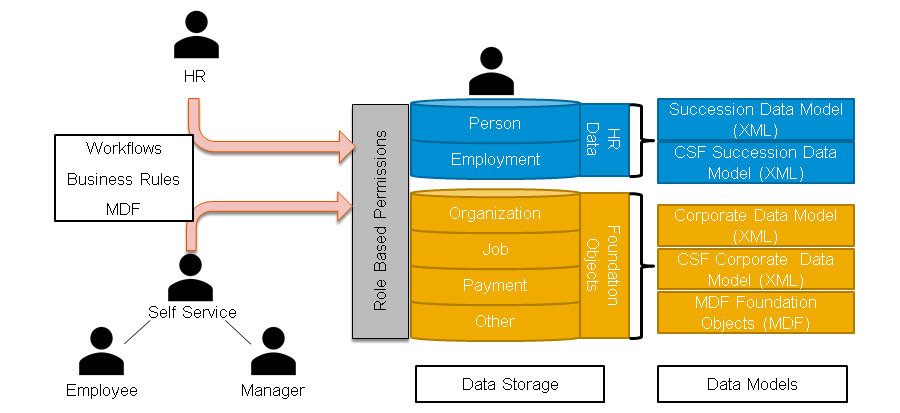 HR
Workflows
Business Rules
MDF
Self Service
Employee
Manager
Role Based Permissions
Person
Employment
HR
Data
Organization
Job
Payment
Other
Foundation
Objects
Succession Data Model
(XML)
CSF Succession Data
Model (XML)
Corporate Data Model
(XML)
CSF Corporate Data
Model (XML)
MDF Foundation
Objects (MDF)
Data Storage
Data Models